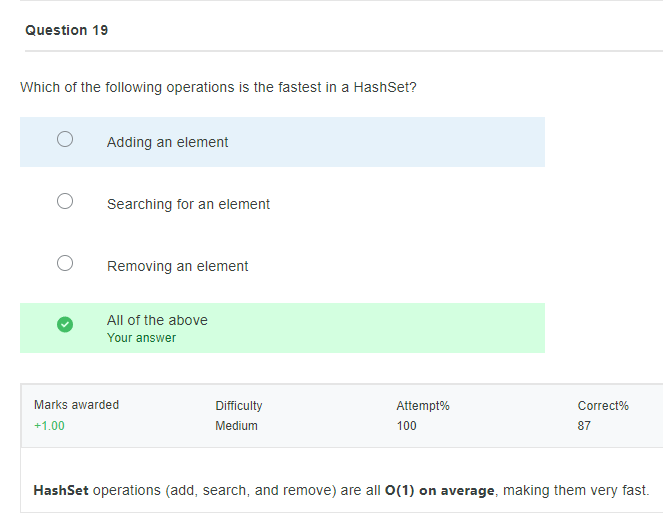 Question 19
Which of the following operations is the fastest in a HashSet?
Adding an element
Searching for an element
Removing an element
All of the above
Your answer
Marks awarded Difficulty Attempt% Correct%
+1.00 Medium 100 87
HashSet operations (add, search, and remove) are all O(1) on average, making them very fast.